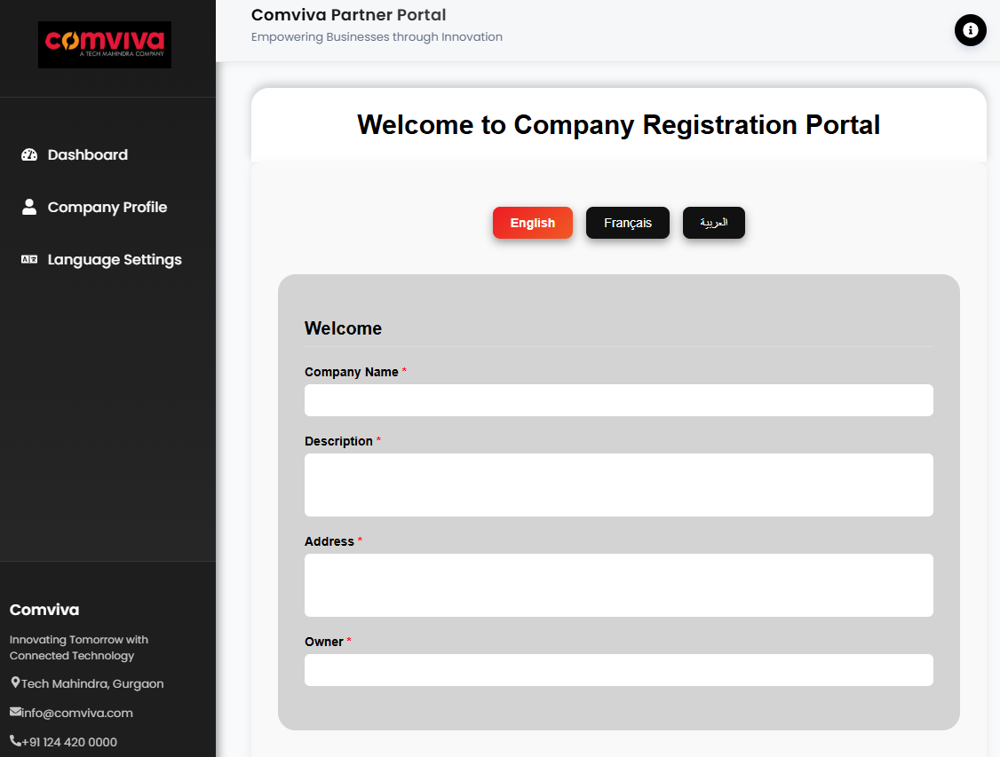 comviva
A TECH MAHINDRA COMPANY
Dashboard
Company Profile
Language Settings
Comviva
Innovating Tomorrow with
Connected Technology
Tech Mahindra, Gurgaon
info@comviva.com
+91 124 420 0000
Comviva Partner Portal
Empowering Businesses through Innovation
Welcome to Company Registration Portal
English Français العربية
Welcome
Company Name *
Description *
Address *
Owner *